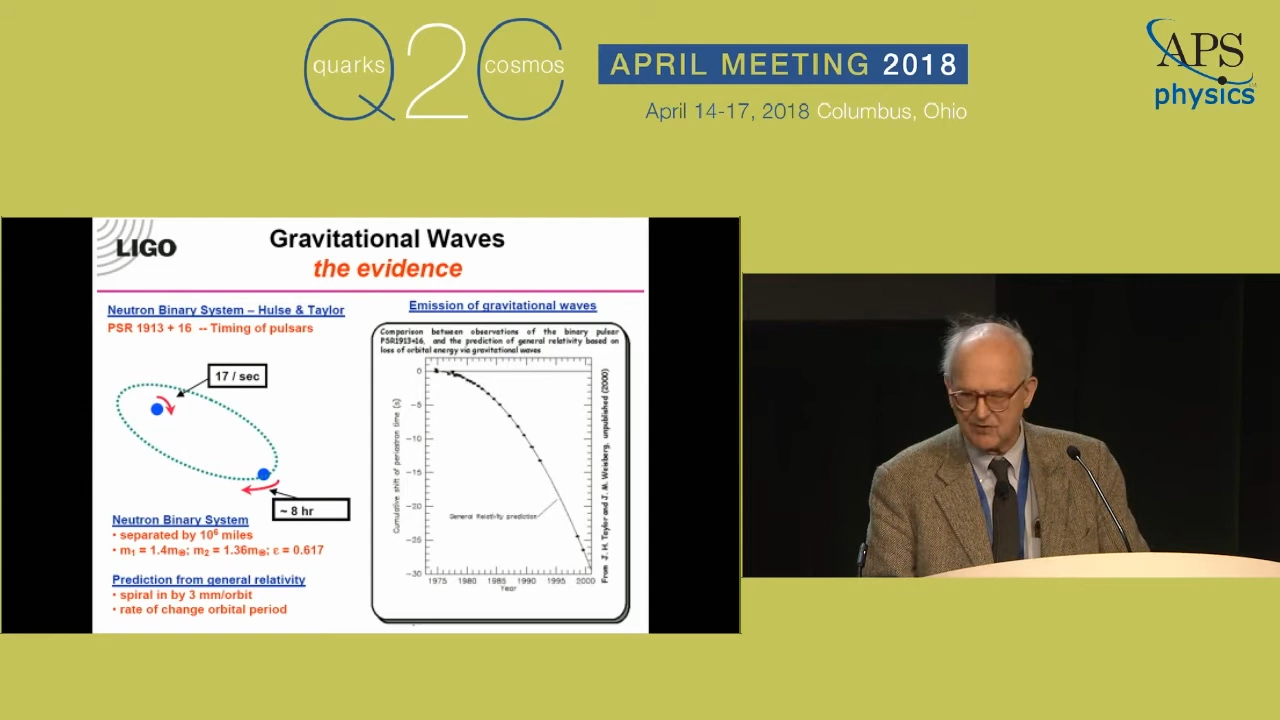 quarks
Q2C
cosmos
APRIL MEETING 2018
April 14-17, 2018 Columbus, Ohio
APS
physics
LIGO
Gravitational Waves
the evidence
Neutron Binary System – Hulse & Taylor
PSR 1913 + 16 -- Timing of pulsars
17 / sec
~ 8 hr
Neutron Binary System
• separated by 10⁶ miles
• m₁ = 1.4m⊙; m₂ = 1.36m⊙; ε = 0.617
Prediction from general relativity
• spiral in by 3 mm/orbit
• rate of change orbital period
Emission of gravitational waves
Comparison between observations of the binary pulsar
PSR1913+16, and the prediction of general relativity based on
loss of orbital energy via gravitational waves
Cumulative shift of periastron time (s)
0
-5
-10
-15
-20
-25
-30
General Relativity prediction
1975 1980 1985 1990 1995 2000
Year
From J. H. Taylor and J. M. Weisberg, unpublished (2000)